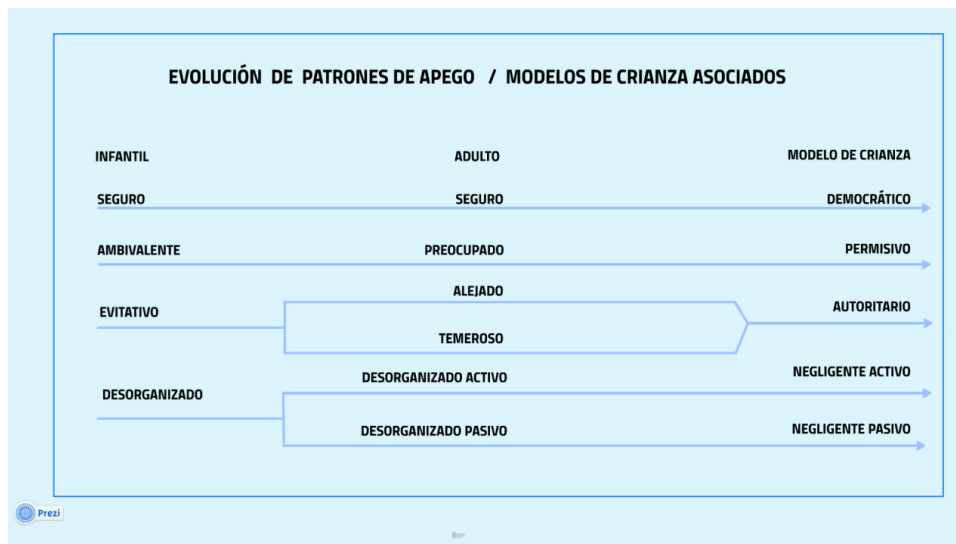 EVOLUCIÓN DE PATRONES DE APEGO / MODELOS DE CRIANZA ASOCIADOS
INFANTIL ADULTO MODELO DE CRIANZA
SEGURO SEGURO DEMOCRÁTICO
AMBIVALENTE PREOCUPADO PERMISIVO
ALEJADO
EVITATIVO AUTORITARIO
TEMEROSO
DESORGANIZADO ACTIVO NEGLIGENTE ACTIVO
DESORGANIZADO
DESORGANIZADO PASIVO NEGLIGENTE PASIVO
Prezi